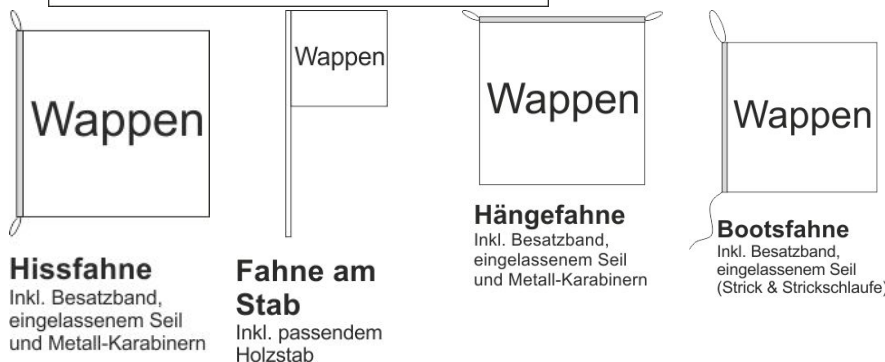 Wappen
Hissfahne
Inkl. Besatzband,
eingelassenem Seil
und Metall-Karabinern
Wappen
Fahne am
Stab
Inkl. passendem
Holzstab
Wappen
Hängefahne
Inkl. Besatzband,
eingelassenem Seil
und Metall-Karabinern
Wappen
Bootsfahne
Inkl. Besatzband,
eingelassenem Seil
(Strick & Strickschlaufe)